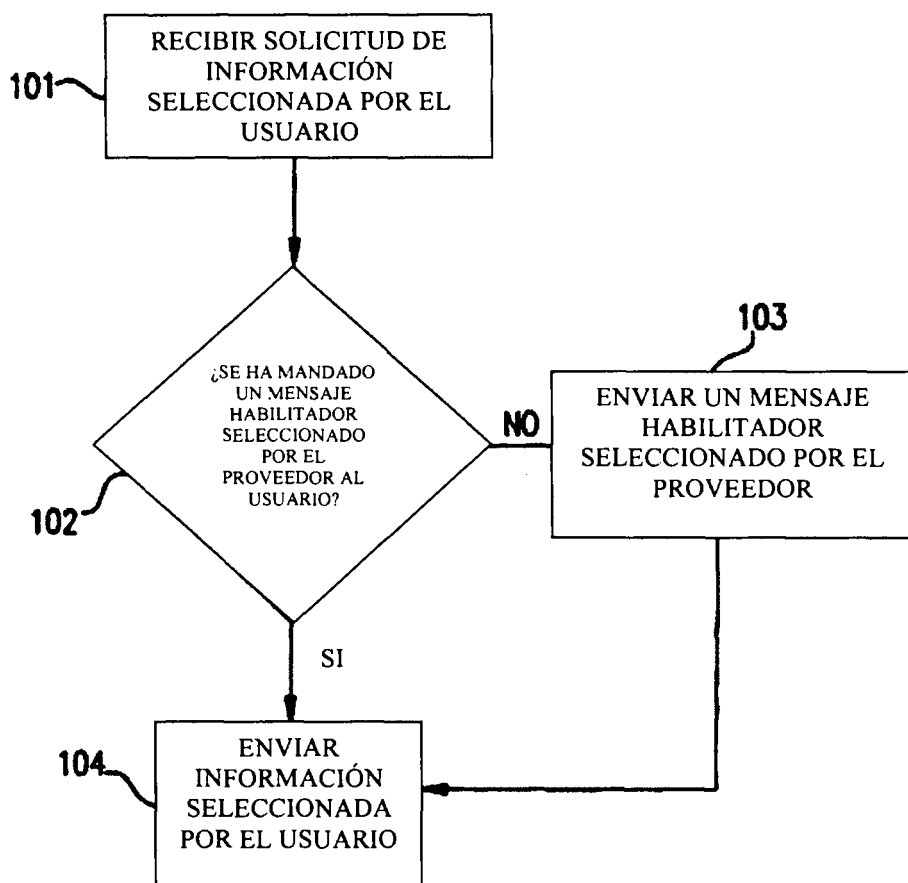 101
RECIBIR SOLICITUD DE
INFORMACIÓN
SELECCIONADA POR EL
USUARIO
¿SE HA MANDADO
UN MENSAJE
HABILITADOR
SELECCIONADO
POR EL
PROVEEDOR AL
USUARIO?
102
NO
103
ENVIAR UN MENSAJE
HABILITADOR
SELECCIONADO POR EL
PROVEEDOR
SI
104
ENVIAR
INFORMACIÓN
SELECCIONADA
POR EL USUARIO